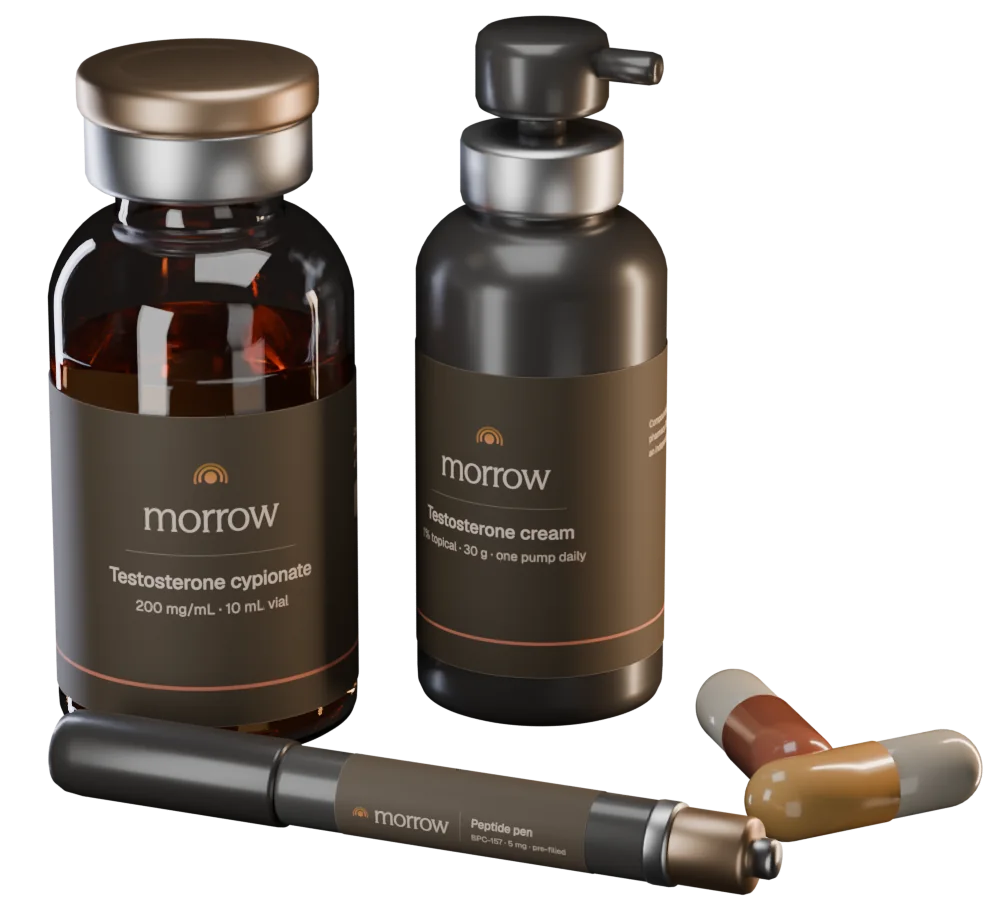 morrow
Testosterone cypionate
200 mg/mL · 10 mL vial
morrow
Testosterone cream
1% topical · 30 g · one pump daily
morrow
Peptide pen
BPC-157 · 5 mg · pre-filled